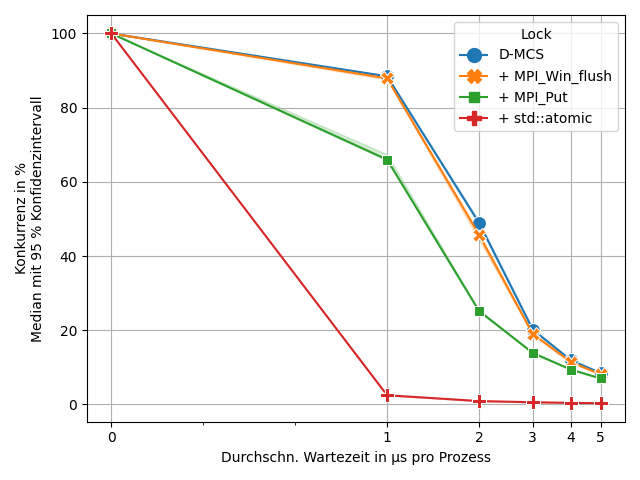 Lock
D-MCS
+ MPI_Win_flush
+ MPI_Put
+ std::atomic
Konkurrenz in %
Median mit 95 % Konfidenzintervall
100
80
60
40
20
0
0 1 2 3 4 5
Durchschn. Wartezeit in µs pro Prozess